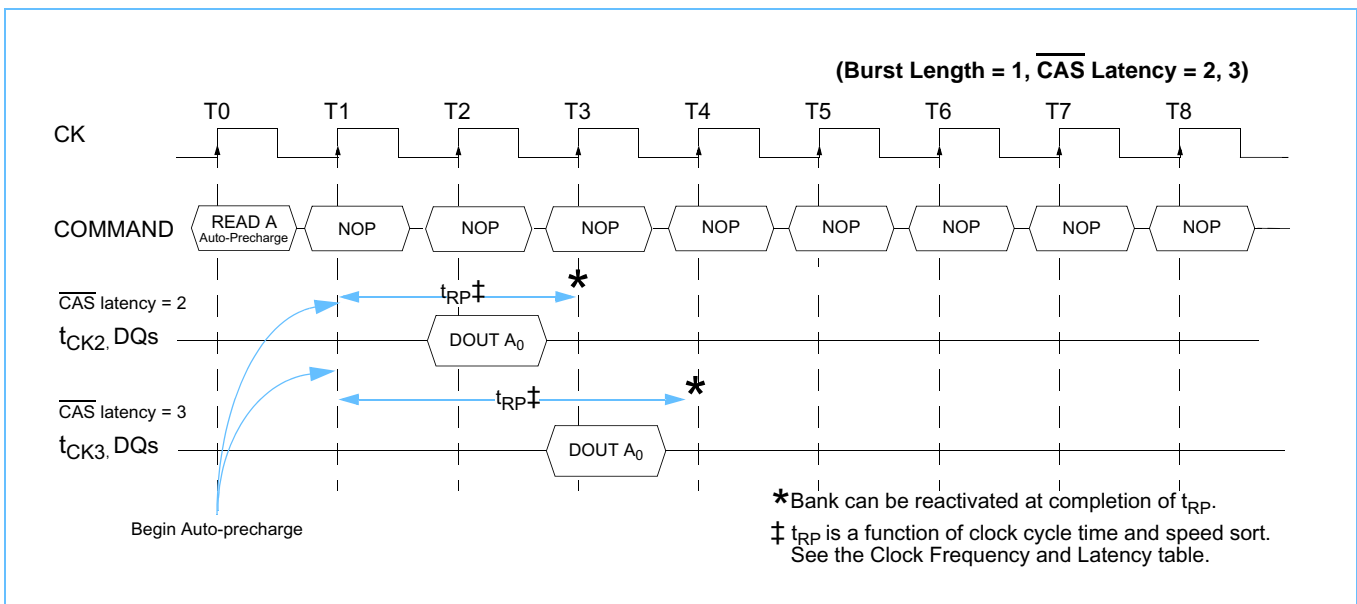 (Burst Length = 1, CAS Latency = 2, 3)
T0 T1 T2 T3 T4 T5 T6 T7 T8
CK
COMMAND
READ A
Auto-Precharge
NOP NOP NOP NOP NOP NOP NOP NOP
*
CAS latency = 2
tRP‡
tCK2, DQs
DOUT A0
*
CAS latency = 3
tRP‡
tCK3, DQs
DOUT A0
Begin Auto-precharge
*Bank can be reactivated at completion of tRP.
‡ tRP is a function of clock cycle time and speed sort.
See the Clock Frequency and Latency table.